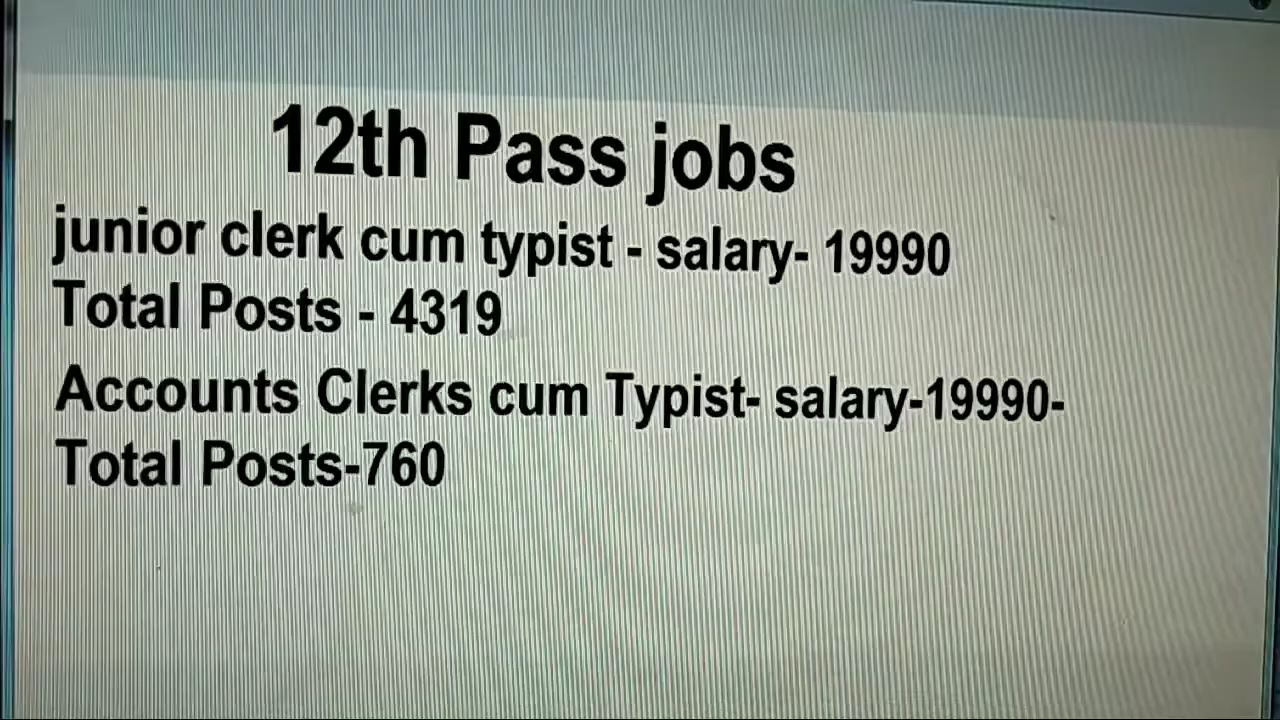 12th Pass jobs
junior clerk cum typist - salary- 19990
Total Posts - 4319
Accounts Clerks cum Typist- salary-19990-
Total Posts-760